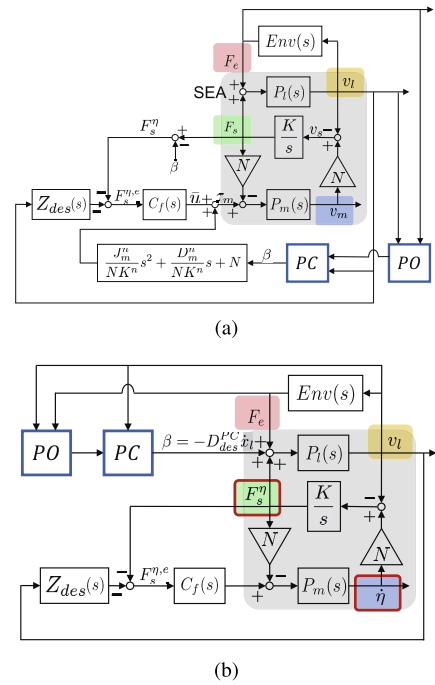 Env(s)
F_e
SEA + +
P_l(s)
v_l
F_s^η + −
β
F_s
K/s
v_s − +
N
N
Z_des(s)
− −
F_s^{η,e}
C_f(s)
ū + + τ_m + −
P_m(s)
v_m
J_m^n/NK^n s² + D_m^n/NK^n s + N
β
PC
PO
(a)
Env(s)
F_e
PO
PC
β = −D_des^PC ẋ_l +
+ +
P_l(s)
v_l
F_s^η
K/s
− +
N
N
Z_des(s)
− −
F_s^{η,e}
C_f(s)
+ −
P_m(s)
η̇
(b)